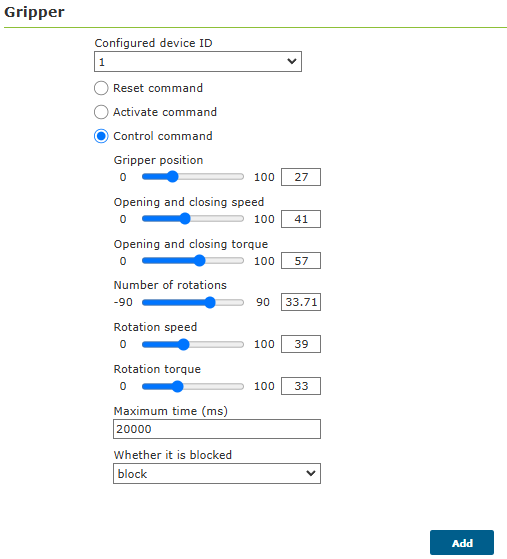 Gripper
Configured device ID
1
Reset command
Activate command
Control command
Gripper position
0 100 27
Opening and closing speed
0 100 41
Opening and closing torque
0 100 57
Number of rotations
-90 90 33.71
Rotation speed
0 100 39
Rotation torque
0 100 33
Maximum time (ms)
20000
Whether it is blocked
block
Add